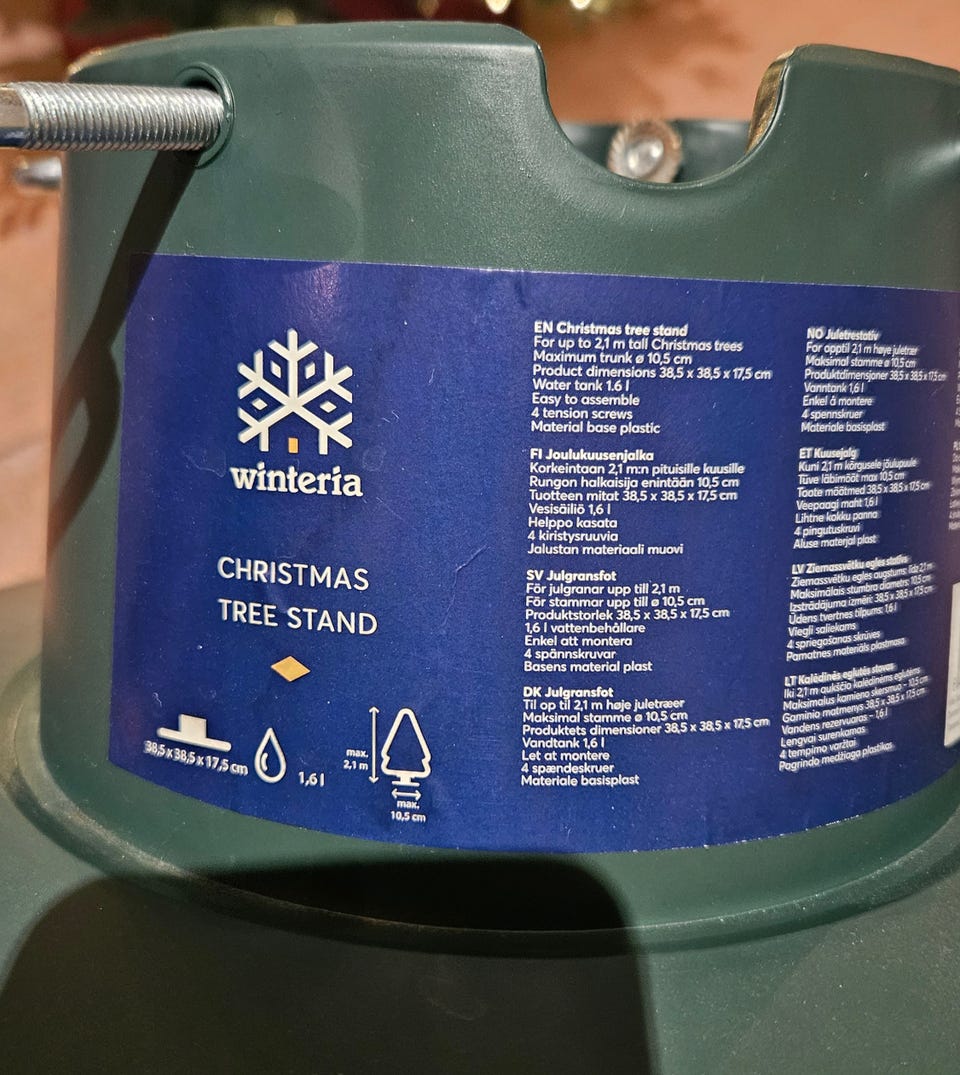 winteria
CHRISTMAS
TREE STAND
38,5 x 38,5 x 17,5 cm
1,6 l
max.
2,1 m
max.
10,5 cm
EN Christmas tree stand
For up to 2,1 m tall Christmas trees
Maximum trunk ø 10,5 cm
Product dimensions 38,5 x 38,5 x 17,5 cm
Water tank 1.6 l
Easy to assemble
4 tension screws
Material base plastic
FI Joulukuusenjalka
Korkeintaan 2,1 m:n pituisille kuusille
Rungon halkaisija enintään 10,5 cm
Tuotteen mitat 38,5 x 38,5 x 17,5 cm
Vesisäiliö 1,6 l
Helppo kasata
4 kiristysruuvia
Jalustan materiaali muovi
SV Julgransfot
För julgranar upp till 2,1 m
För stammar upp till ø 10,5 cm
Produktstorlek 38,5 x 38,5 x 17,5 cm
1,6 l vattenbehållare
Enkel att montera
4 spännskruvar
Basens material plast
DK Julgransfot
Til op til 2,1 m høje juletræer
Maksimal stamme ø 10,5 cm
Produktets dimensioner 38,5 x 38,5 x 17,5 cm
Vandtank 1,6 l
Let at montere
4 spændeskruer
Materiale basisplast
NO Juletrestativ
For opptil 2,1 m høye juletrær
Maksimal stamme ø 10,5 cm
Produktdimensjoner 38,5 x 38,5 x 17,5 cm
Vanntank 1,6 l
Enkel å montere
4 spennskruer
Materiale basisplast
ET Kuusejalg
Kuni 2,1 m kõrgusele jõulupuule
Tüve läbimõõt max 10,5 cm
Toote mõõtmed 38,5 x 38,5 x 17,5 cm
Veepaagi maht 1,6 l
Lihtne kokku panna
4 pingutuskruvi
Aluse materjal plast
LV Ziemassvētku egles statīvs
Ziemassvētku egles augstums: līdz 2,1 m
Maksimālais stumbra diametrs: 10,5 cm
Izstrādājuma izmēri: 38,5 x 38,5 x 17,5 cm
Ūdens tvertnes tilpums: 1,6 l
Viegli saliekams
4 spriegošanas skrūves
Pamatnes materiāls plastmasa
LT Kalėdinės eglutės stovas
Iki 2,1 m aukščio kalėdinėms eglutėms
Maksimalus kamieno skersmuo – 10,5 cm
Gaminio matmenys 38,5 x 38,5 x 17,5 cm
Vandens rezervuaras – 1,6 l
Lengvai surenkamas
4 tempimo varžtai
Pagrindo medžiaga plastikas